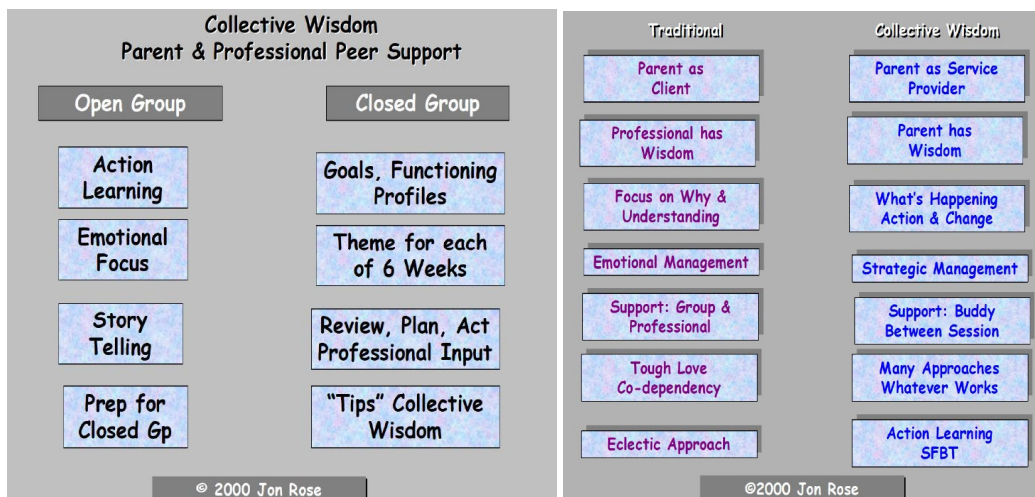 Collective Wisdom
Parent & Professional Peer Support
Open Group
Closed Group
Action
Learning
Goals, Functioning
Profiles
Emotional
Focus
Theme for each
of 6 Weeks
Story
Telling
Review, Plan, Act
Professional Input
Prep for
Closed Gp
"Tips" Collective
Wisdom
© 2000 Jon Rose
Traditional
Collective Wisdom
Parent as
Client
Parent as Service
Provider
Professional has
Wisdom
Parent has
Wisdom
Focus on Why &
Understanding
What's Happening
Action & Change
Emotional Management
Strategic Management
Support: Group &
Professional
Support: Buddy
Between Session
Tough Love
Co-dependency
Many Approaches
Whatever Works
Eclectic Approach
Action Learning
SFBT
©2000 Jon Rose